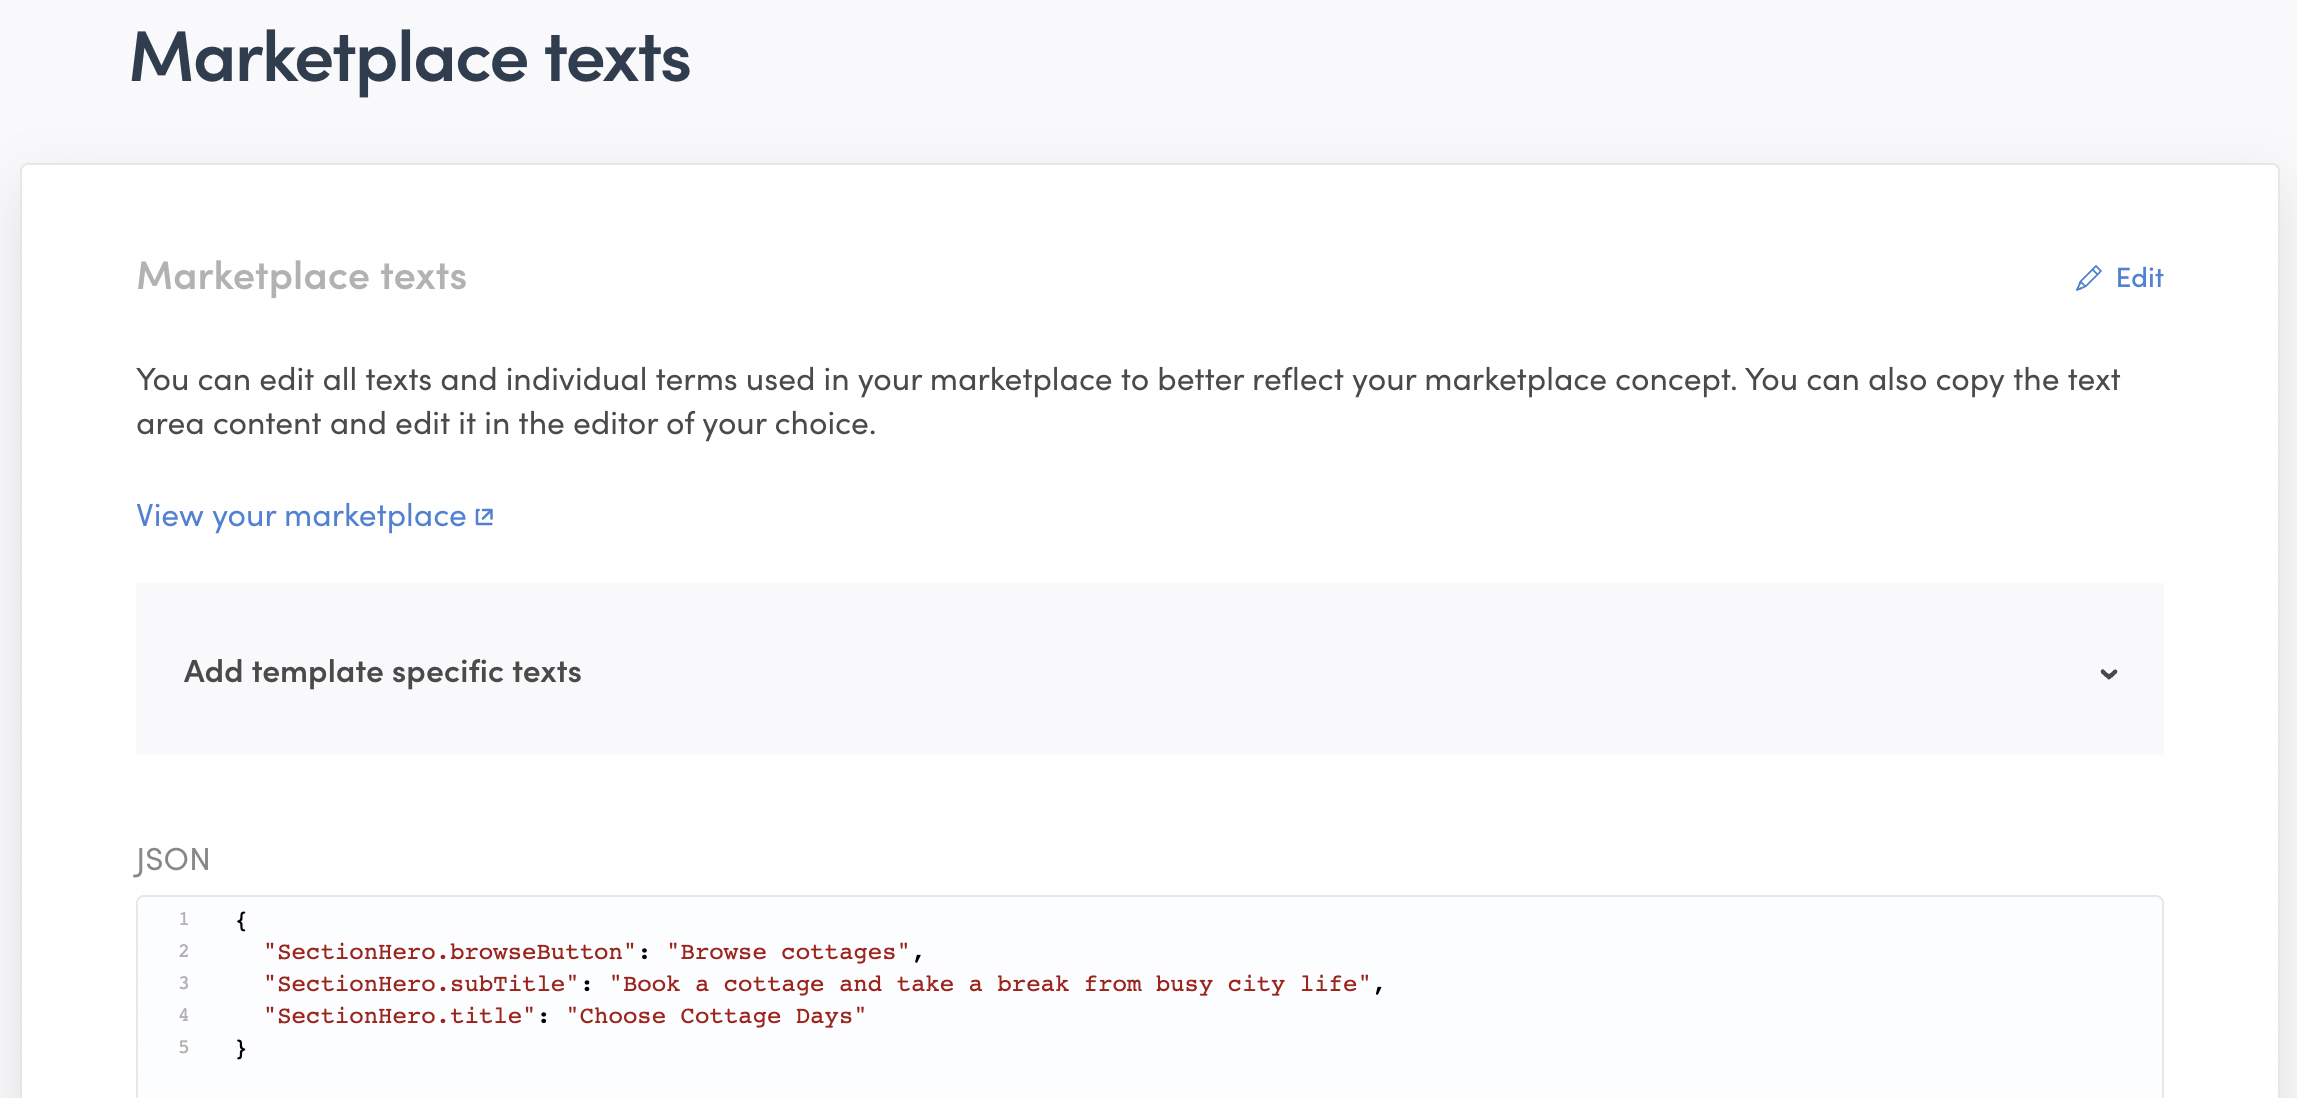 Marketplace texts
Marketplace texts
Edit
You can edit all texts and individual terms used in your marketplace to better reflect your marketplace concept. You can also copy the text
area content and edit it in the editor of your choice.
View your marketplace
Add template specific texts
JSON
1 {
2 "SectionHero.browseButton": "Browse cottages",
3 "SectionHero.subTitle": "Book a cottage and take a break from busy city life",
4 "SectionHero.title": "Choose Cottage Days"
5 }